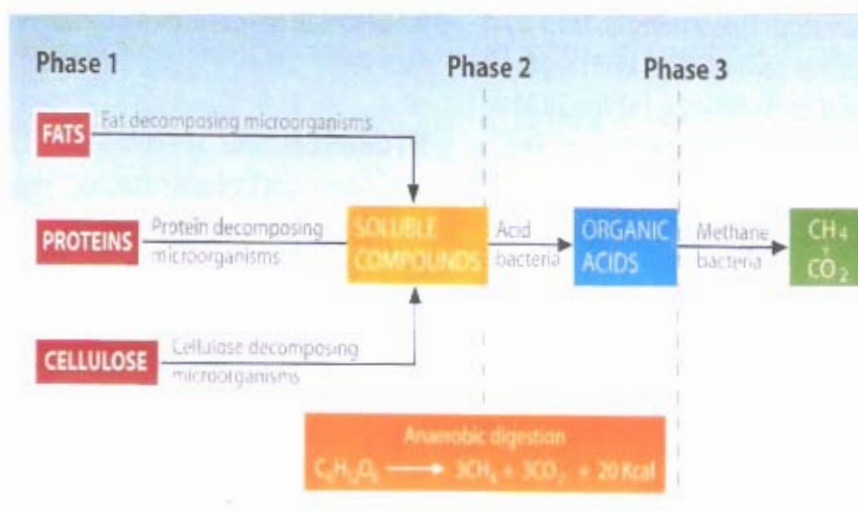 Phase 1
Phase 2
Phase 3
FATS
Fat decomposing microorganisms
PROTEINS
Protein decomposing
microorganisms
SOLUBLE
COMPOUNDS
Acid
bacteria
ORGANIC
ACIDS
Methane
bacteria
CH₄
+
CO₂
CELLULOSE
Cellulose decomposing
microorganisms
Anaerobic digestion
C₆H₁₂O₆ → 3CH₄ + 3CO₂ + 20 Kcal